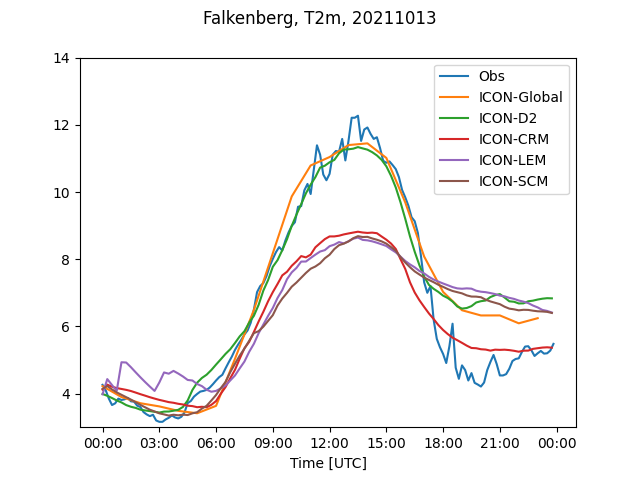 Falkenberg, T2m, 20211013
14
12
10
8
6
4
Obs
ICON-Global
ICON-D2
ICON-CRM
ICON-LEM
ICON-SCM
00:00 03:00 06:00 09:00 12:00 15:00 18:00 21:00 00:00
Time [UTC]